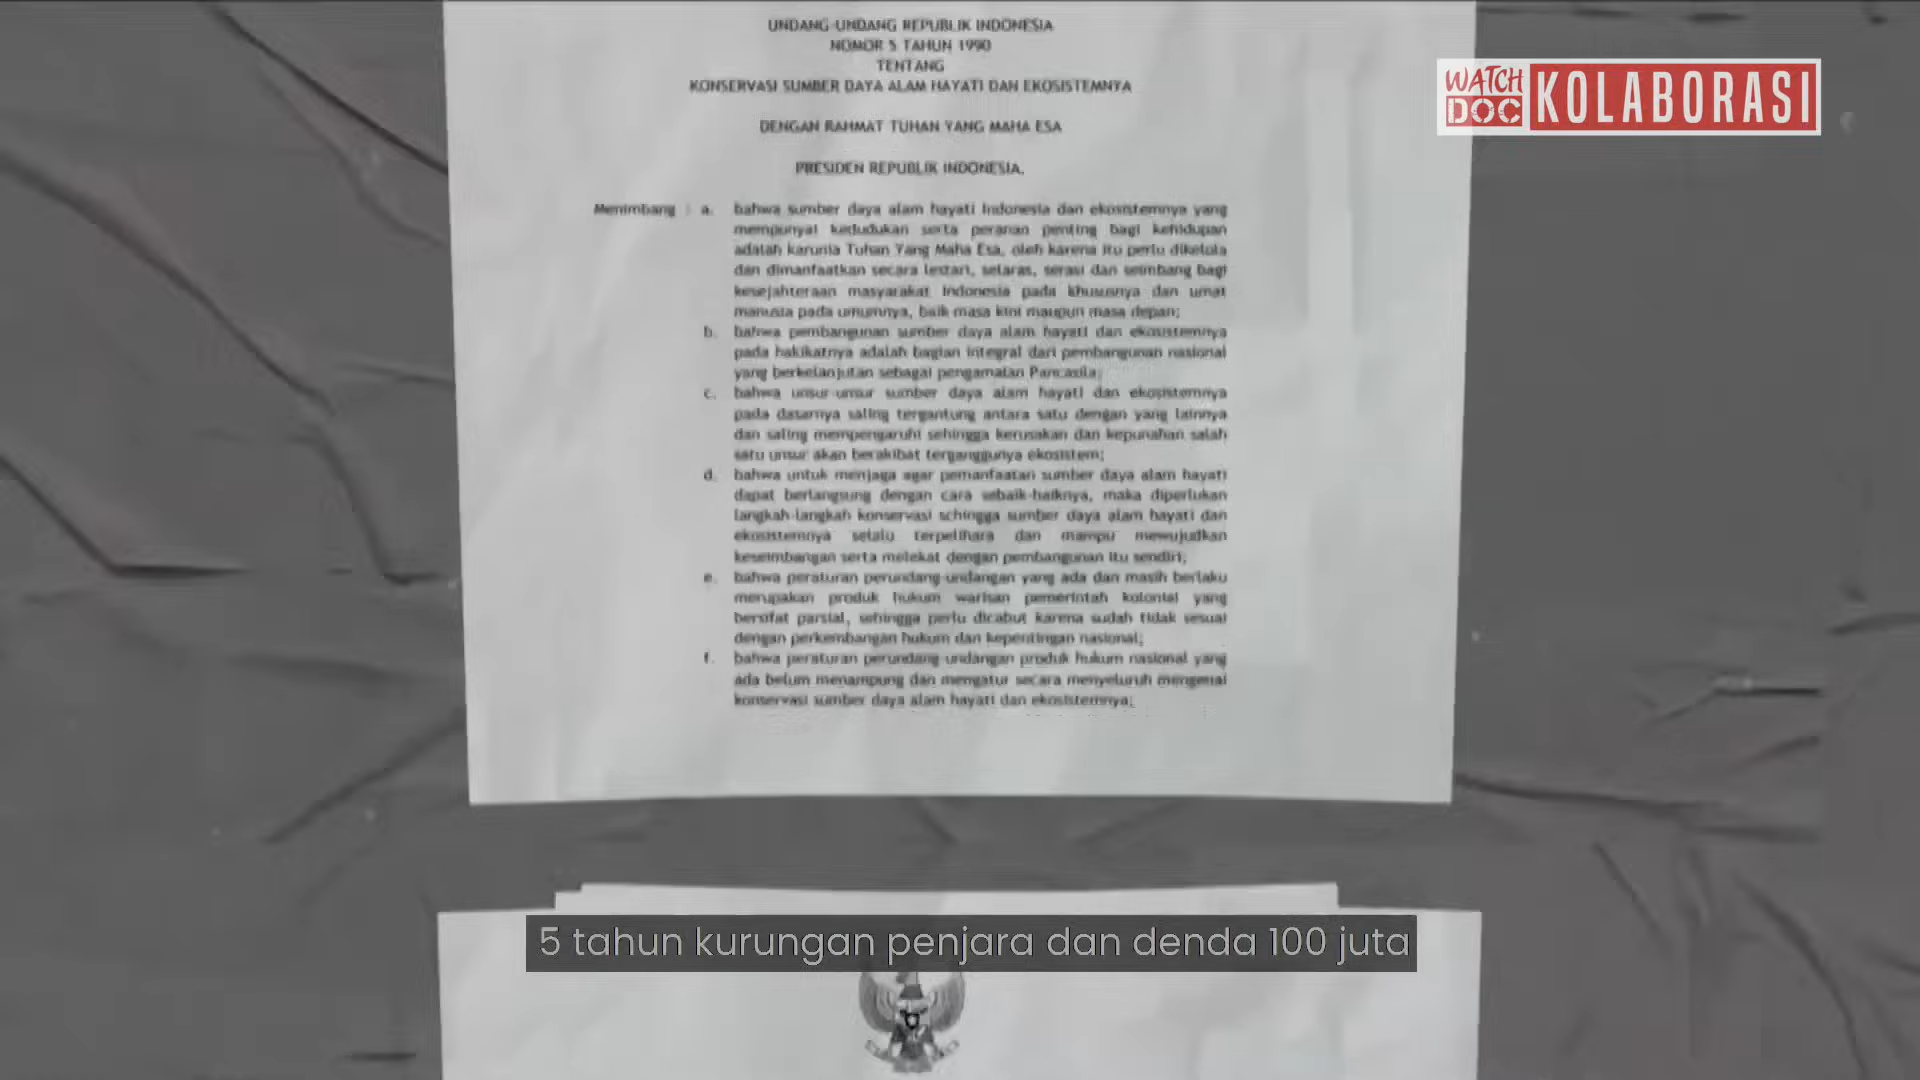 UNDANG-UNDANG REPUBLIK INDONESIA
NOMOR 5 TAHUN 1990
TENTANG
KONSERVASI SUMBER DAYA ALAM HAYATI DAN EKOSISTEMNYA
WATCH
DOC
KOLABORASI
DENGAN RAHMAT TUHAN YANG MAHA ESA
PRESIDEN REPUBLIK INDONESIA,
Menimbang : a. bahwa sumber daya alam hayati Indonesia dan ekosistemnya yang
mempunyai kedudukan serta peranan penting bagi kehidupan
adalah karunia Tuhan Yang Maha Esa, oleh karena itu perlu dikelola
dan dimanfaatkan secara lestari, selaras, serasi dan seimbang bagi
kesejahteraan masyarakat Indonesia pada khususnya dan umat
manusia pada umumnya, baik masa kini maupun masa depan;
b. bahwa pembangunan sumber daya alam hayati dan ekosistemnya
pada hakikatnya adalah bagian integral dari pembangunan nasional
yang berkelanjutan sebagai pengamalan Pancasila;
c. bahwa unsur-unsur sumber daya alam hayati dan ekosistemnya
pada dasarnya saling tergantung antara satu dengan yang lainnya
dan saling mempengaruhi sehingga kerusakan dan kepunahan salah
satu unsur akan berakibat terganggunya ekosistem;
d. bahwa untuk menjaga agar pemanfaatan sumber daya alam hayati
dapat berlangsung dengan cara sebaik-baiknya, maka diperlukan
langkah-langkah konservasi sehingga sumber daya alam hayati dan
ekosistemnya selalu terpelihara dan mampu mewujudkan
keseimbangan serta melekat dengan pembangunan itu sendiri;
e. bahwa peraturan perundang-undangan yang ada dan masih berlaku
merupakan produk hukum warisan pemerintah kolonial yang
bersifat parsial, sehingga perlu dicabut karena sudah tidak sesuai
dengan perkembangan hukum dan kepentingan nasional;
f. bahwa peraturan perundang-undangan produk hukum nasional yang
ada belum menampung dan mengatur secara menyeluruh mengenai
konservasi sumber daya alam hayati dan ekosistemnya;
5 tahun kurungan penjara dan denda 100 juta